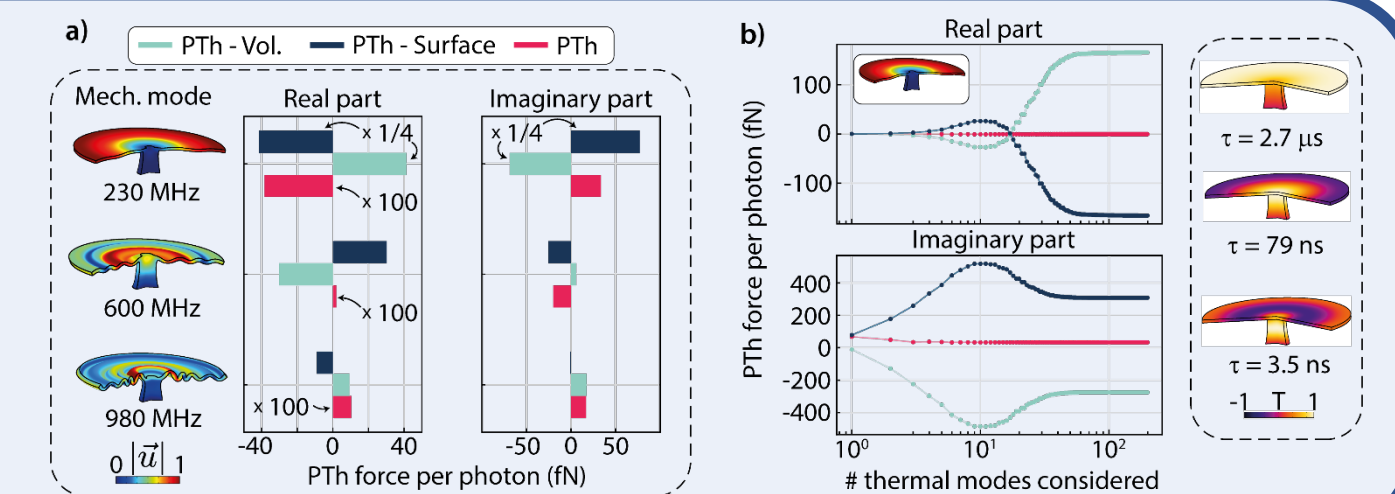 a)
PTh - Vol. PTh - Surface PTh
Mech. mode
Real part
Imaginary part
x 1/4
x 1/4
230 MHz
x 100
600 MHz
x 100
980 MHz
x 100
-40 0 40
-50 0 50
0 |u⃗| 1
PTh force per photon (fN)
b)
Real part
100
0
-100
Imaginary part
400
200
0
-200
-400
PTh force per photon (fN)
10⁰ 10¹ 10²
# thermal modes considered
τ = 2.7 μs
τ = 79 ns
τ = 3.5 ns
-1 T 1